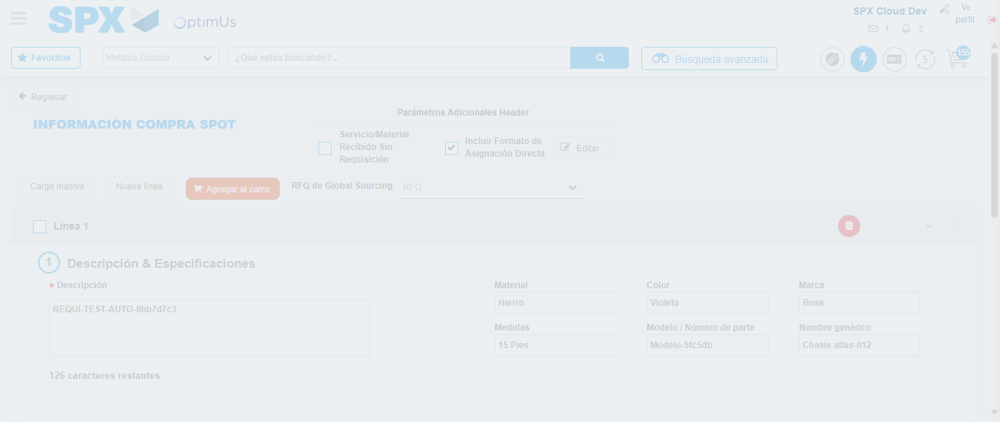 SPX OptimUs
SPX Cloud Dev
Ve
perfil
1 2
Favoritos
Metalsa Osasco
¿Qué estás buscando?...
Búsqueda avanzada
155
Regresar
INFORMACIÓN COMPRA SPOT
Parámetros Adicionales Header
Servicio/Material
Recibido Sin
Requisición
Incluir Formato de
Asignación Directa
Editar
Carga masiva
Nueva línea
Agregar al carro
RFQ de Global Sourcing
RFQ
Línea 1
1 Descripción & Especificaciones
* Descripción
REQUI-TEST-AUTO-9bb7d7c3
126 caracteres restantes
Material
Hierro
Color
Violeta
Marca
Bose
Medidas
15 Pies
Modelo / Número de parte
Modelo-5fc5db
Nombre genérico
Chasis atlas-012